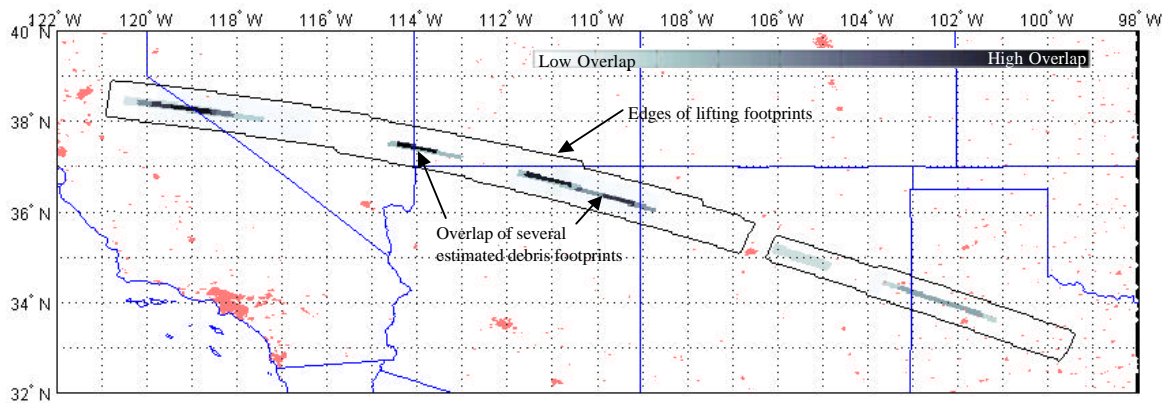 122° W 120° W 118° W 116° W 114° W 112° W 110° W 108° W 106° W 104° W 102° W 100° W 98° W
40° N
Low Overlap High Overlap
38° N
Edges of lifting footprints
36° N
Overlap of several
estimated debris footprints
34° N
32° N